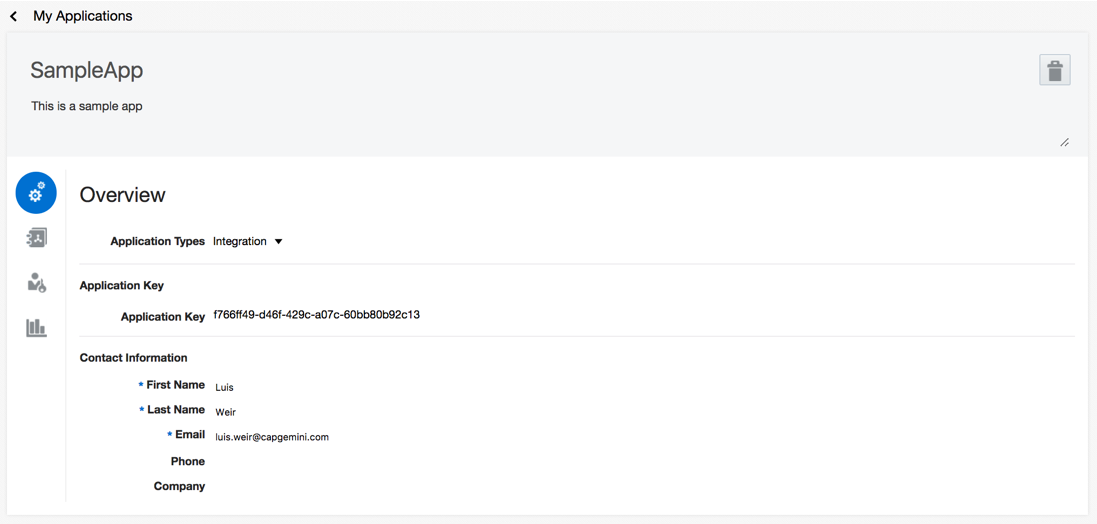 My Applications
SampleApp
This is a sample app
Overview
Application Types Integration
Application Key
Application Key f766ff49-d46f-429c-a07c-60bb80b92c13
Contact Information
* First Name Luis
* Last Name Weir
* Email luis.weir@capgemini.com
Phone
Company